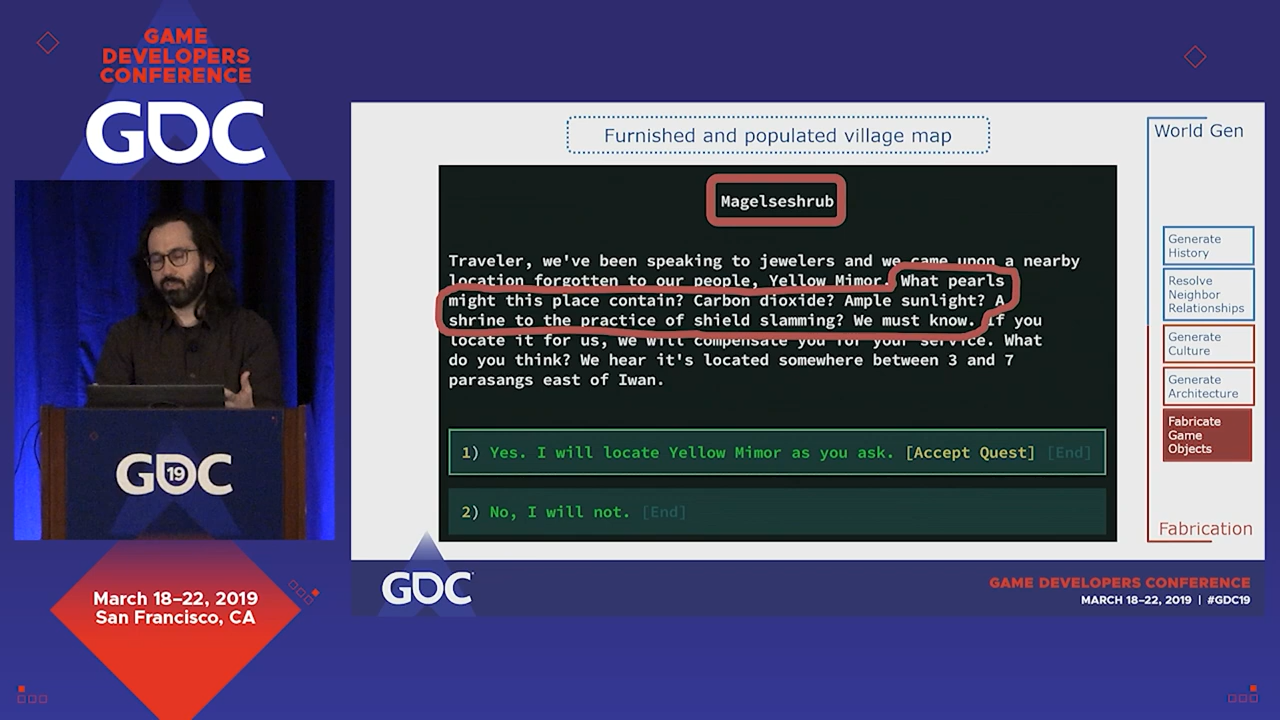 GAME
DEVELOPERS
CONFERENCE
GDC
GDC
19
March 18–22, 2019
San Francisco, CA
Furnished and populated village map
Magelseshrub
Traveler, we've been speaking to jewelers and we came upon a nearby
location forgotten to our people, Yellow Mimor. What pearls
might this place contain? Carbon dioxide? Ample sunlight? A
shrine to the practice of shield slamming? We must know. If you
locate it for us, we will compensate you for your service. What
do you think? We hear it's located somewhere between 3 and 7
parasangs east of Iwan.
1) Yes. I will locate Yellow Mimor as you ask. [Accept Quest] [End]
2) No, I will not. [End]
World Gen
Generate
History
Resolve
Neighbor
Relationships
Generate
Culture
Generate
Architecture
Fabricate
Game
Objects
Fabrication
GDC
GAME DEVELOPERS CONFERENCE
MARCH 18–22, 2019 | #GDC19